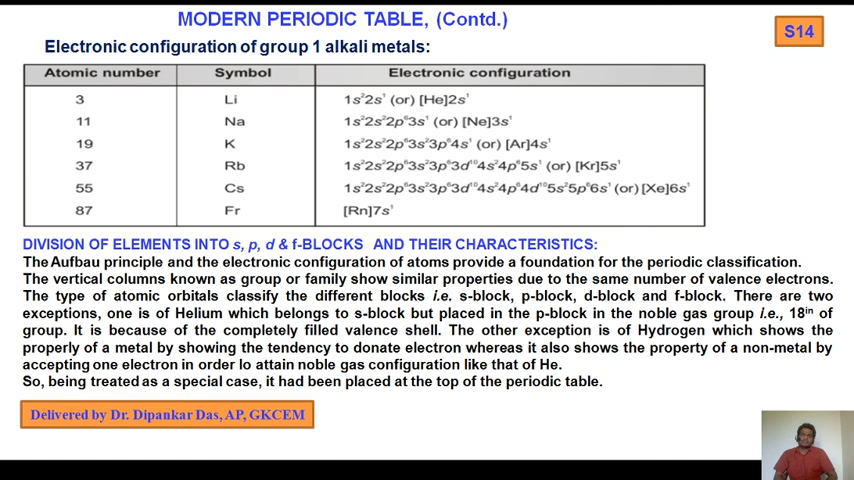 MODERN PERIODIC TABLE, (Contd.)
S14
Electronic configuration of group 1 alkali metals:
Atomic number Symbol Electronic configuration
3 Li 1s²2s¹ (or) [He]2s¹
11 Na 1s²2s²2p⁶3s¹ (or) [Ne]3s¹
19 K 1s²2s²2p⁶3s²3p⁶4s¹ (or) [Ar]4s¹
37 Rb 1s²2s²2p⁶3s²3p⁶3d¹⁰4s²4p⁶5s¹ (or) [Kr]5s¹
55 Cs 1s²2s²2p⁶3s²3p⁶3d¹⁰4s²4p⁶4d¹⁰5s²5p⁶6s¹ (or) [Xe]6s¹
87 Fr [Rn]7s¹
DIVISION OF ELEMENTS INTO s, p, d & f-BLOCKS AND THEIR CHARACTERISTICS:
The Aufbau principle and the electronic configuration of atoms provide a foundation for the periodic classification.
The vertical columns known as group or family show similar properties due to the same number of valence electrons.
The type of atomic orbitals classify the different blocks i.e. s-block, p-block, d-block and f-block. There are two
exceptions, one is of Helium which belongs to s-block but placed in the p-block in the noble gas group i.e., 18ⁱⁿ of
group. It is because of the completely filled valence shell. The other exception is of Hydrogen which shows the
properly of a metal by showing the tendency to donate electron whereas it also shows the property of a non-metal by
accepting one electron in order lo attain noble gas configuration like that of He.
So, being treated as a special case, it had been placed at the top of the periodic table.
Delivered by Dr. Dipankar Das, AP, GKCEM